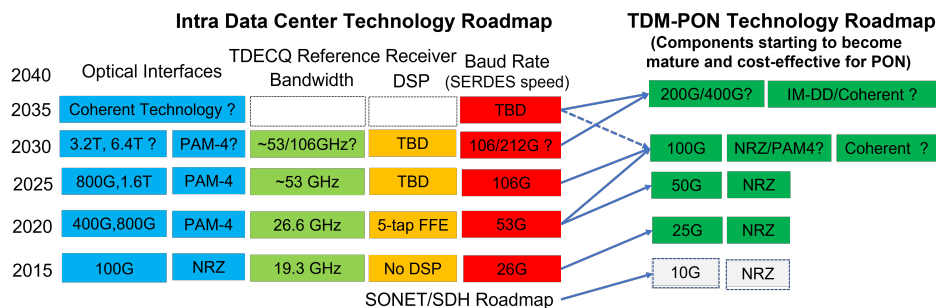 Intra Data Center Technology Roadmap
TDM-PON Technology Roadmap
(Components starting to become
mature and cost-effective for PON)
Optical Interfaces
TDECQ Reference Receiver
Bandwidth
DSP
Baud Rate
(SERDES speed)
2040
200G/400G?
IM-DD/Coherent ?
2035
Coherent Technology ?
TBD
2030
3.2T, 6.4T ?
PAM-4?
~53/106GHz?
TBD
106/212G ?
100G
NRZ/PAM4?
Coherent ?
2025
800G,1.6T
PAM-4
~53 GHz
TBD
106G
50G
NRZ
2020
400G,800G
PAM-4
26.6 GHz
5-tap FFE
53G
25G
NRZ
2015
100G
NRZ
19.3 GHz
No DSP
26G
10G
NRZ
SONET/SDH Roadmap